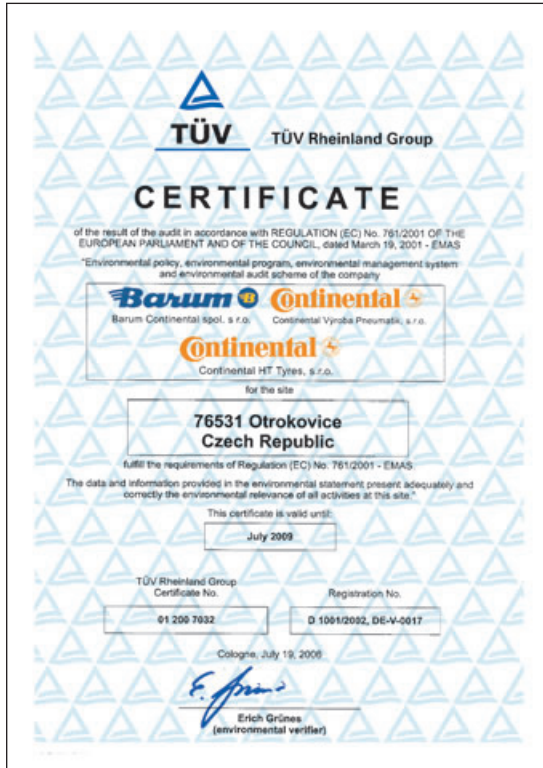 TÜV
TÜV Rheinland Group
CERTIFICATE
of the result of the audit in accordance with REGULATION (EC) No. 761/2001 OF THE
EUROPEAN PARLIAMENT AND OF THE COUNCIL, dated March 19, 2001 - EMAS
"Environmental policy, environmental program, environmental management system
and environmental audit scheme of the company
Barum B Continental
Barum Continental spol. s r.o. Continental Výroba Pneumatik, s.r.o.
Continental
Continental HT Tyres, s.r.o.
for the site
76531 Otrokovice
Czech Republic
fulfill the requirements of Regulation (EC) No. 761/2001 - EMAS
The data and information provided in the environmental statement present adequately and
correctly the environmental relevance of all activities at this site."
This certificate is valid until:
July 2009
TÜV Rheinland Group
Certificate No.
Registration No.
01 200 7032
D 1001/2002, DE-V-0017
Cologne, July 19, 2006
Erich Grünes
(environmental verifier)